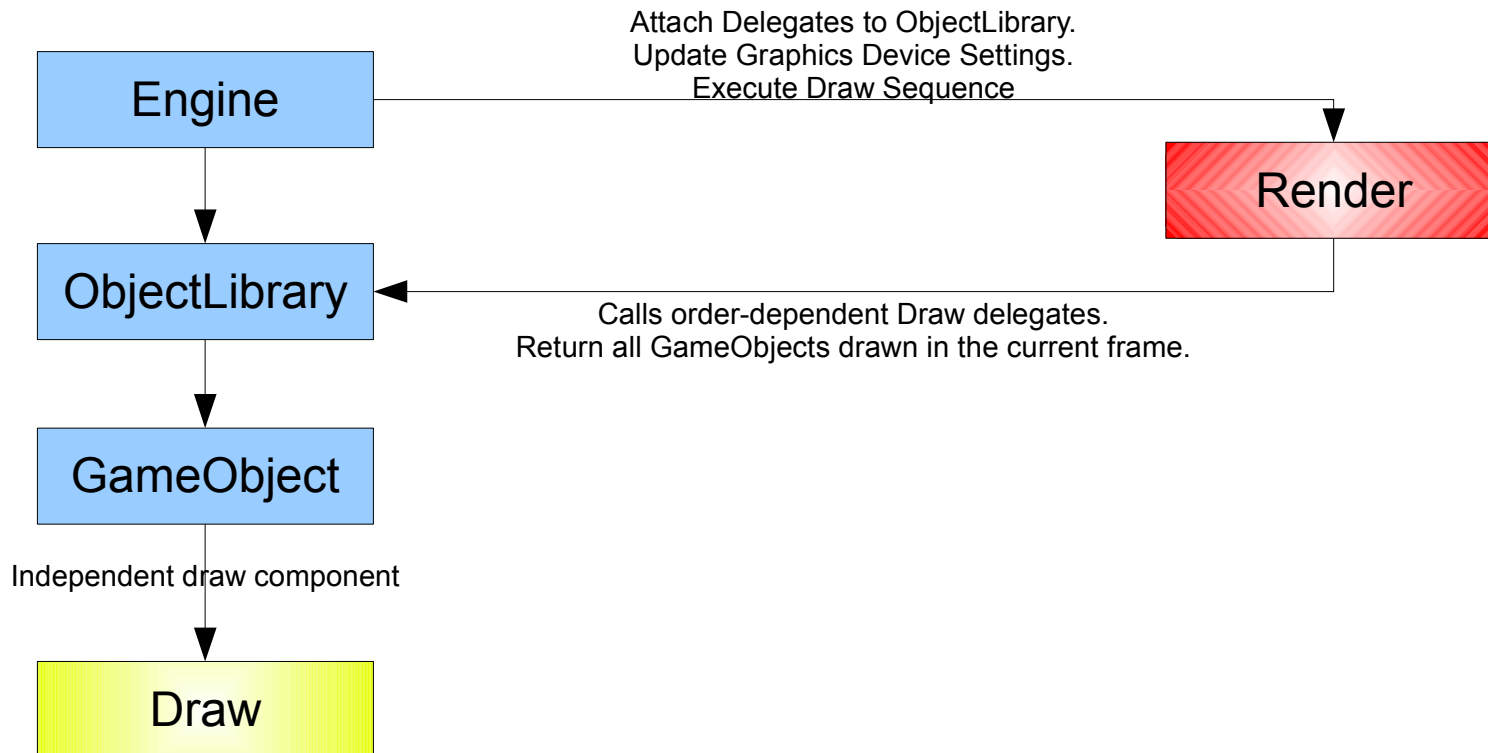 Attach Delegates to ObjectLibrary.
Update Graphics Device Settings.
Execute Draw Sequence
Engine
Render
ObjectLibrary
Calls order-dependent Draw delegates.
Return all GameObjects drawn in the current frame.
GameObject
Independent draw component
Draw